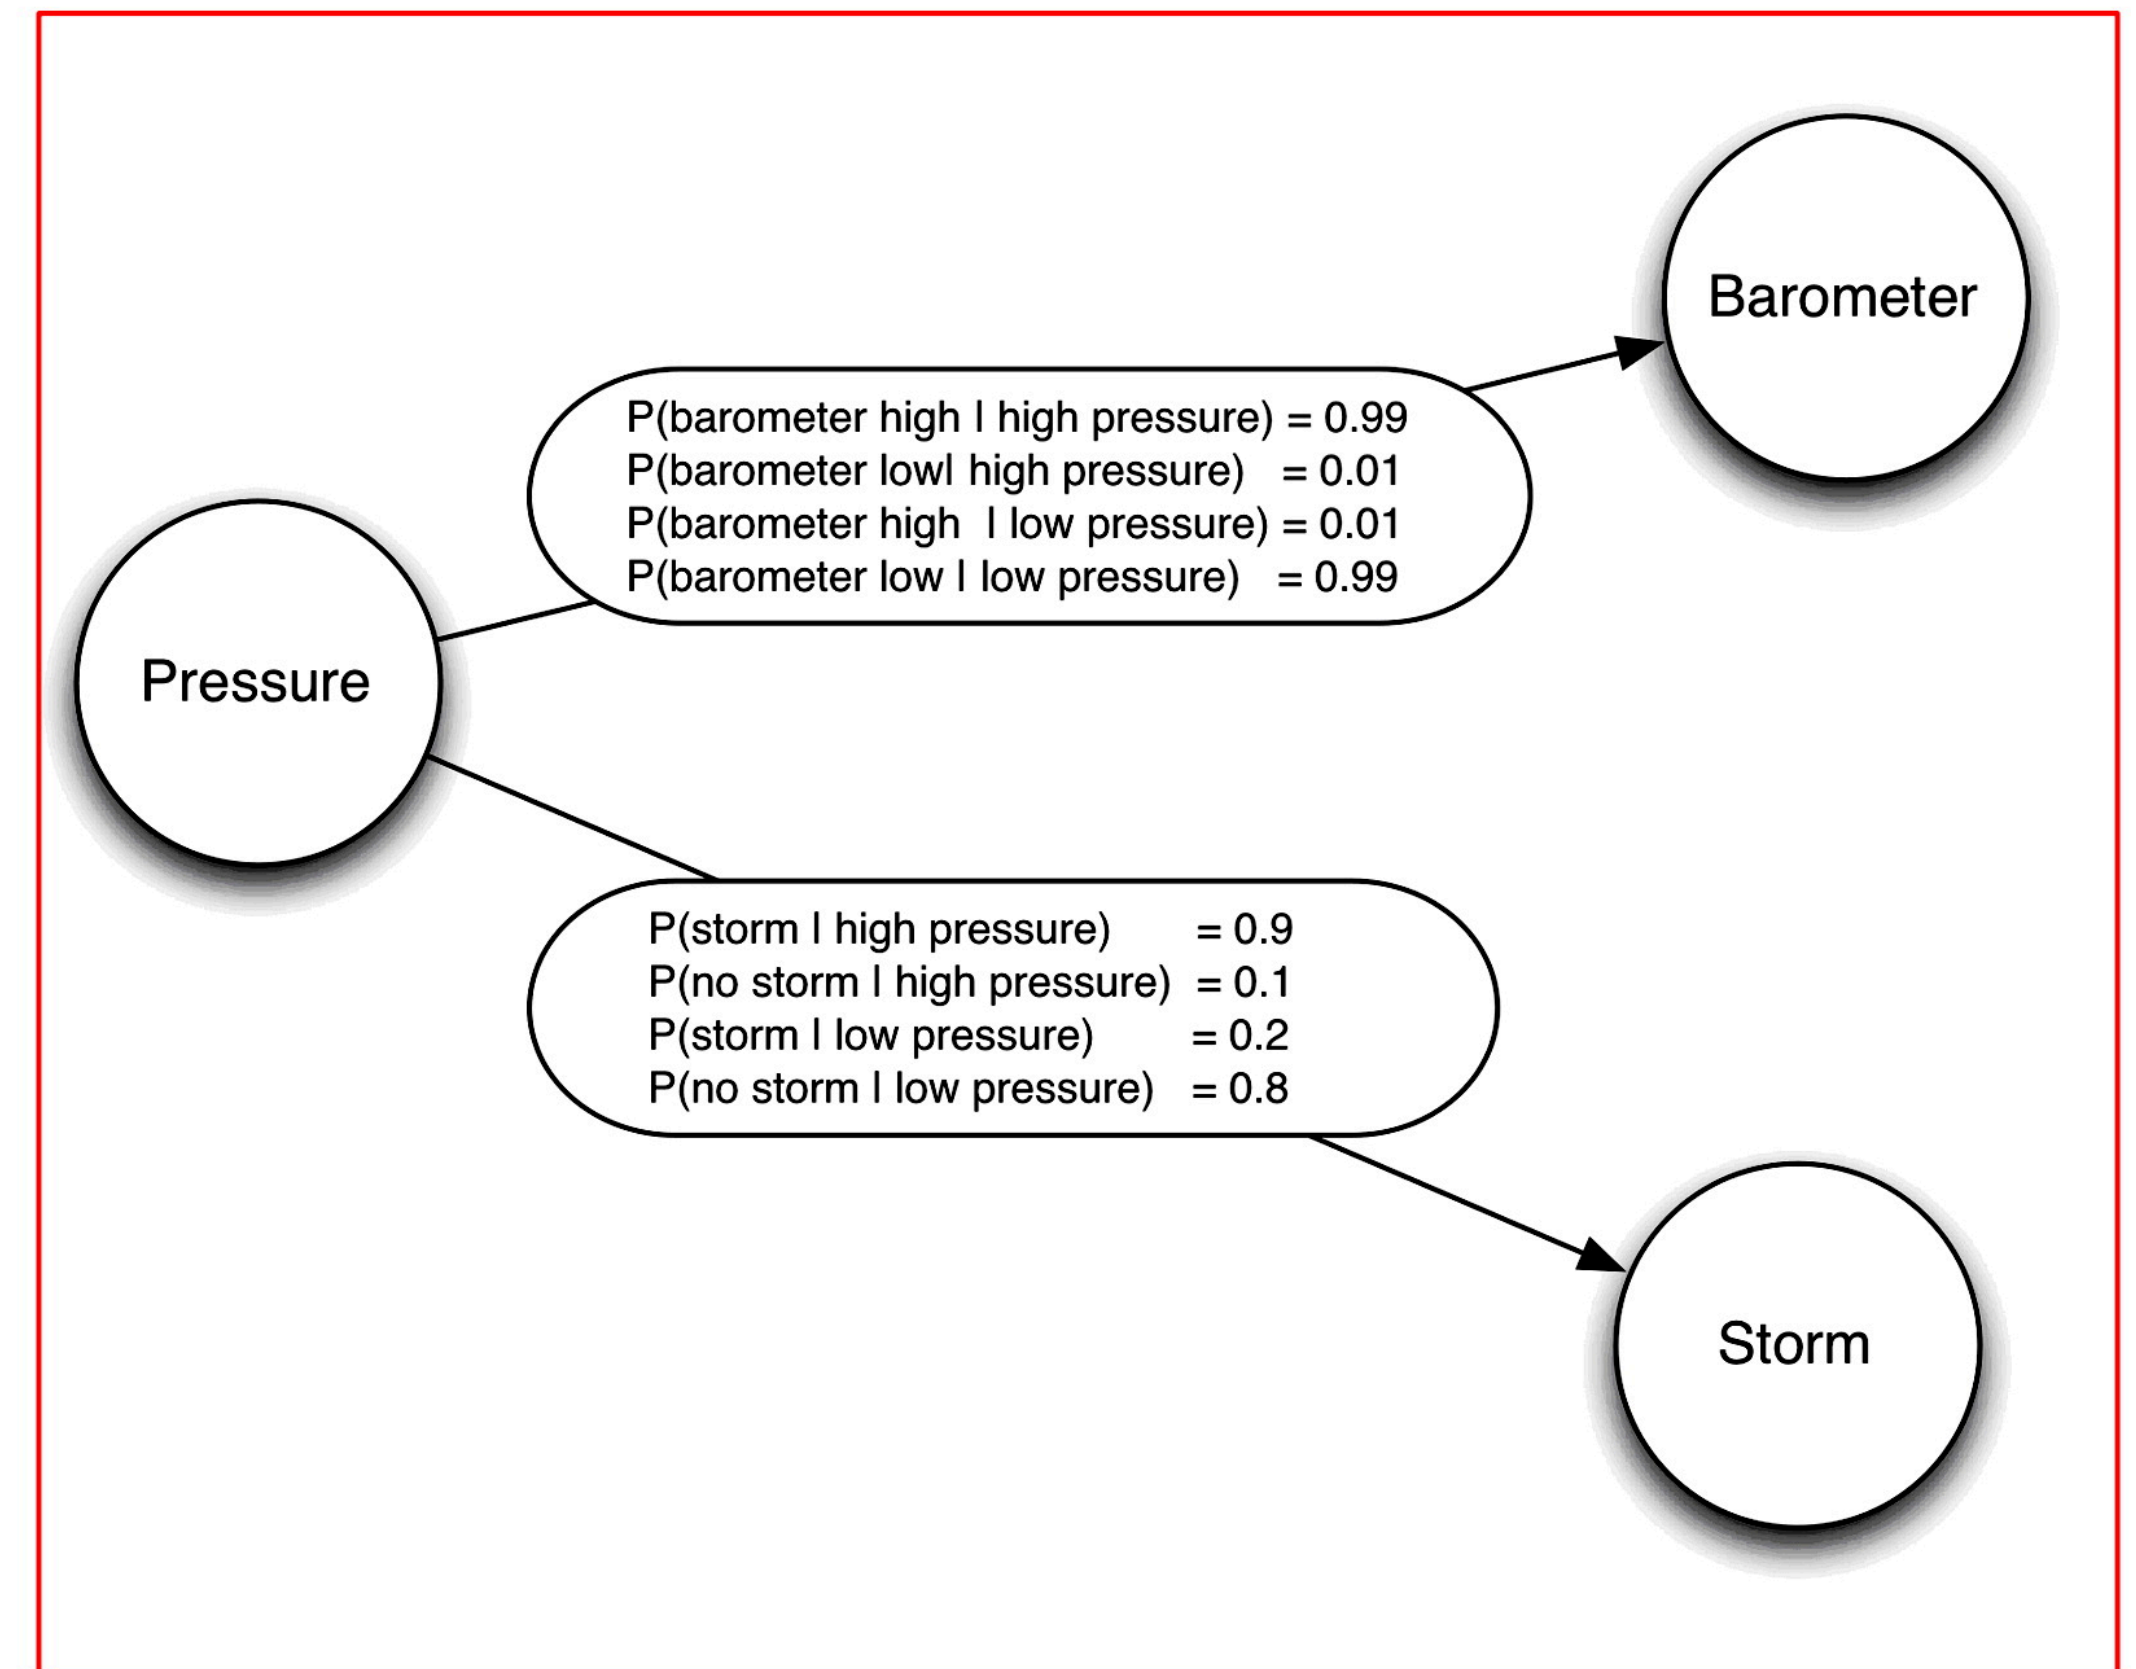 Barometer
P(barometer high | high pressure) = 0.99
P(barometer low| high pressure) = 0.01
P(barometer high | low pressure) = 0.01
P(barometer low | low pressure) = 0.99
Pressure
P(storm | high pressure) = 0.9
P(no storm | high pressure) = 0.1
P(storm | low pressure) = 0.2
P(no storm | low pressure) = 0.8
Storm